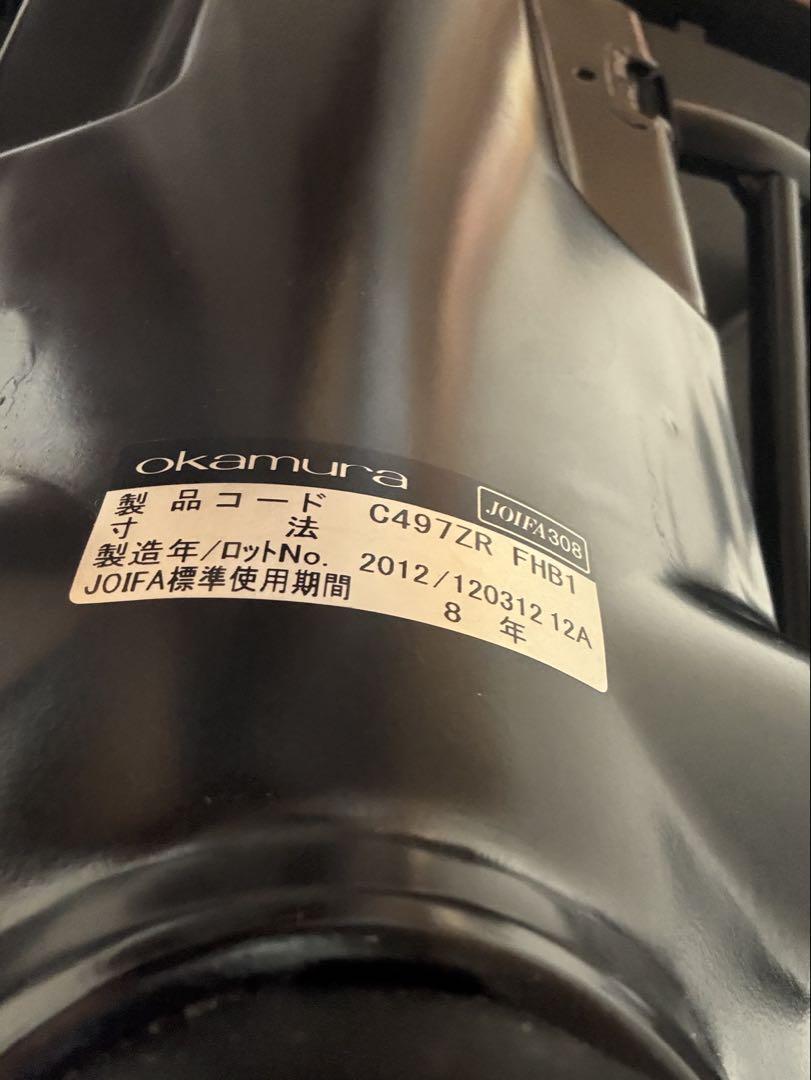 okamura
JOIFA308
製品コード C497ZR FHB1
寸法
製造年/ロットNo. 2012/120312 12A
JOIFA標準使用期間 8 年